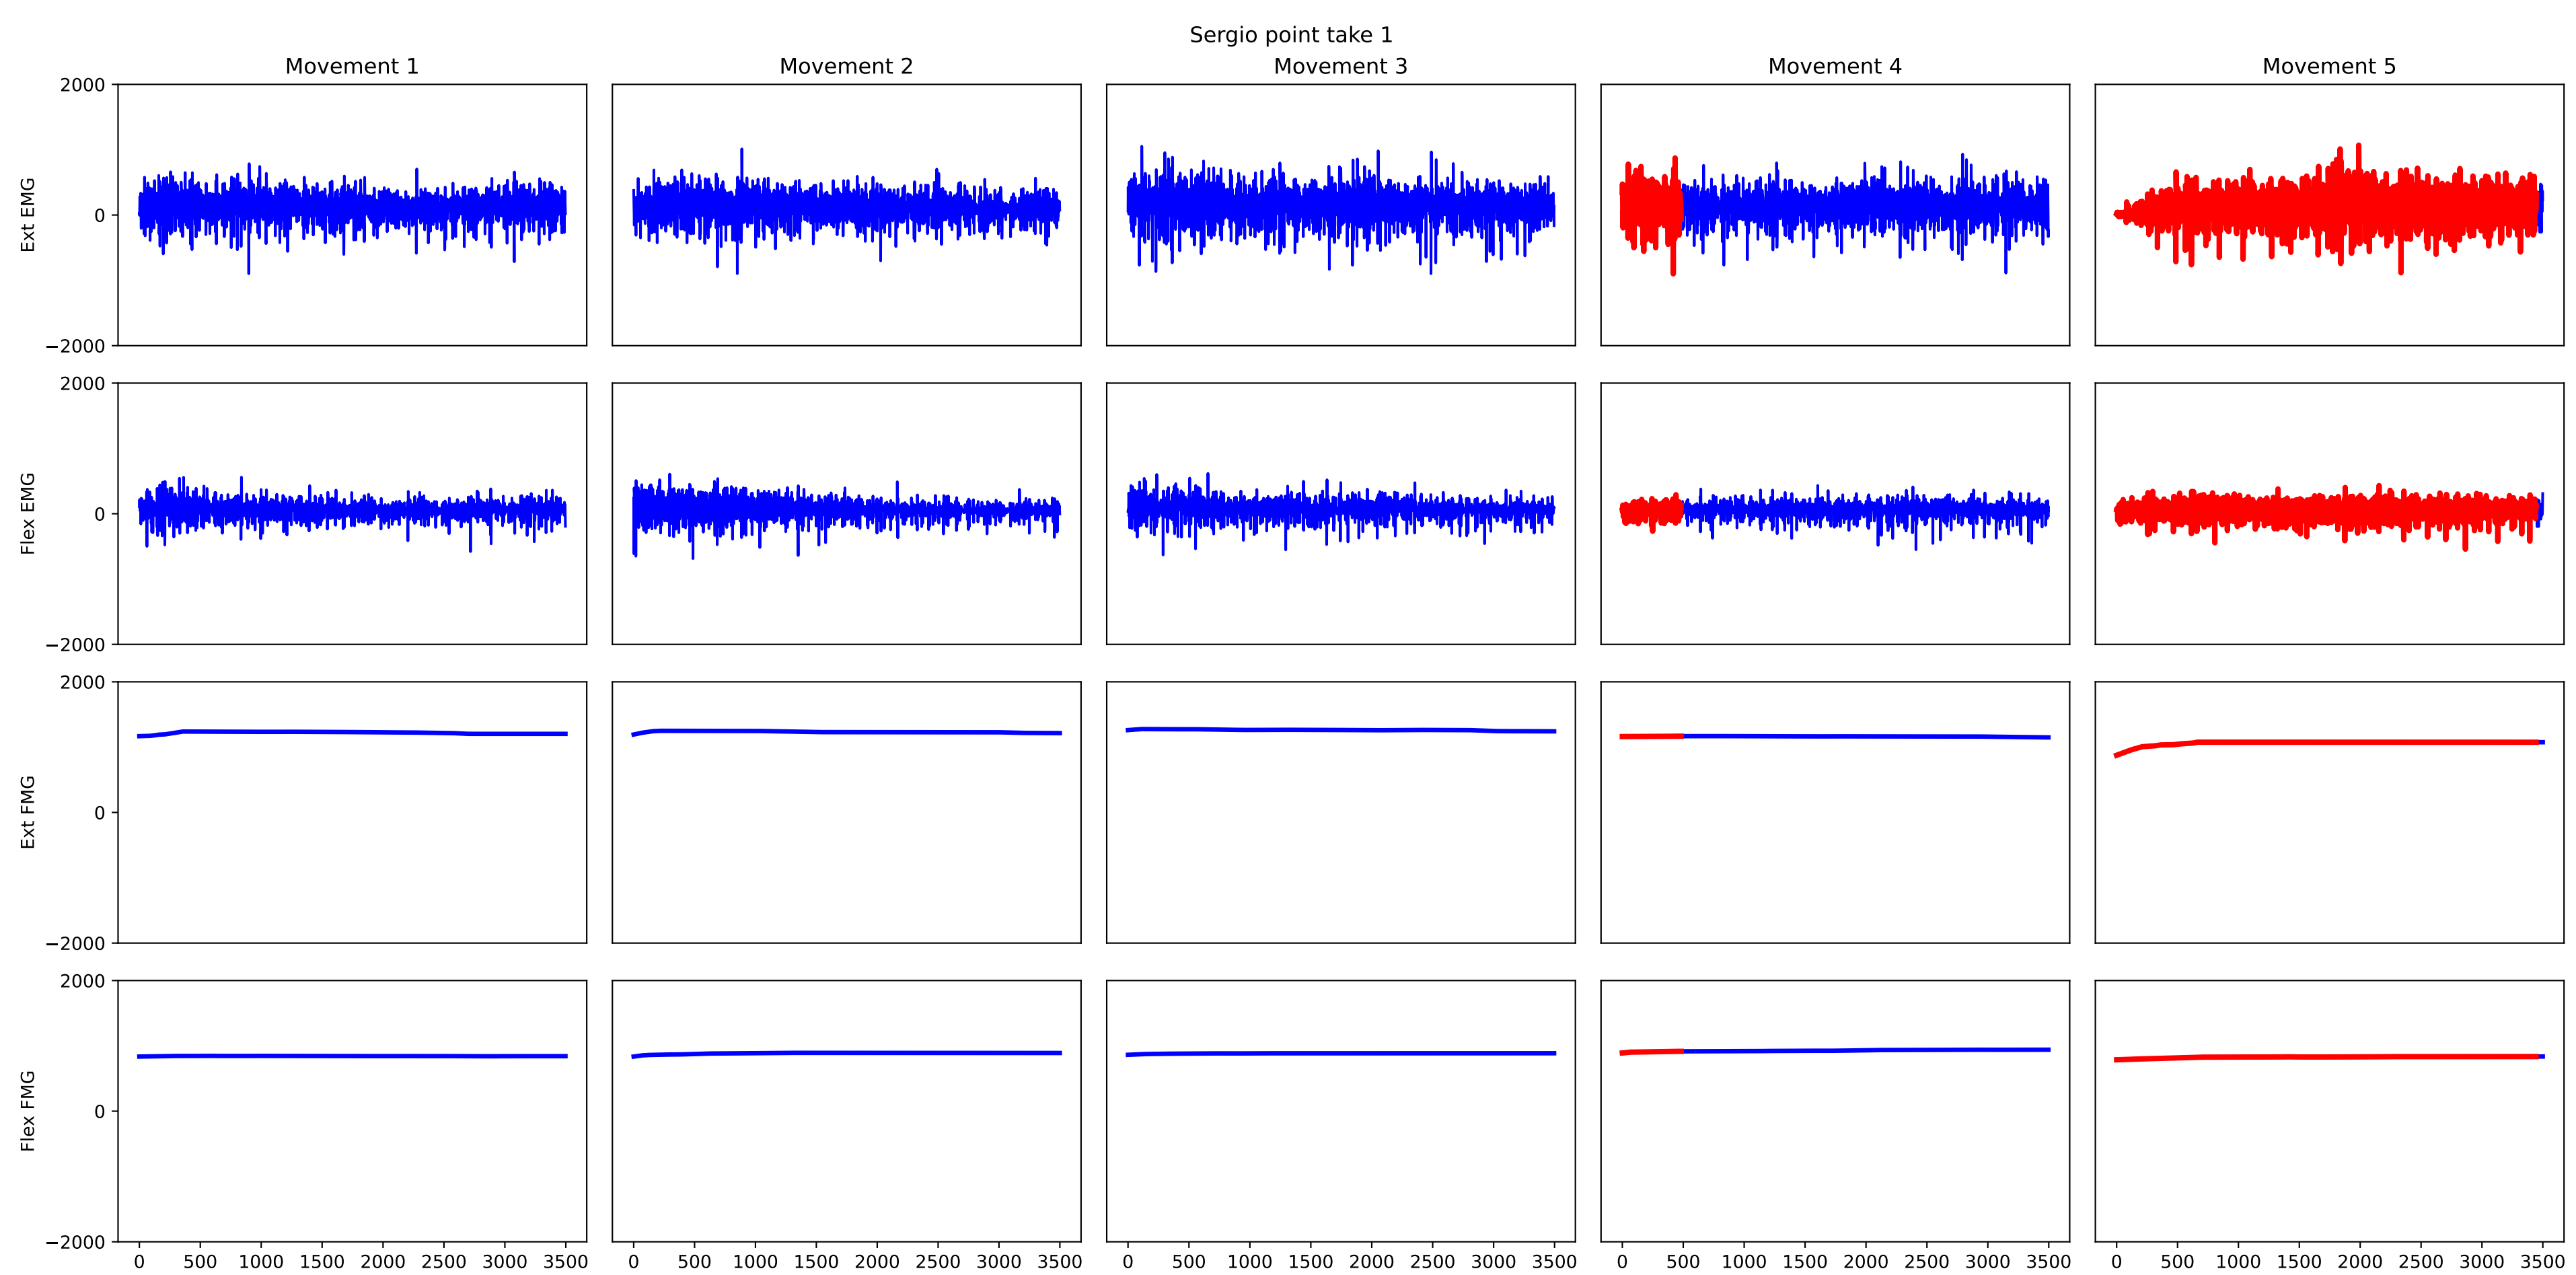 Sergio point take 1
Movement 1 Movement 2 Movement 3 Movement 4 Movement 5
2000
Ext EMG
0
−2000
2000
Flex EMG
0
−2000
2000
Ext FMG
0
−2000
2000
Flex FMG
0
−2000
0 500 1000 1500 2000 2500 3000 3500 0 500 1000 1500 2000 2500 3000 3500 0 500 1000 1500 2000 2500 3000 3500 0 500 1000 1500 2000 2500 3000 3500 0 500 1000 1500 2000 2500 3000 3500